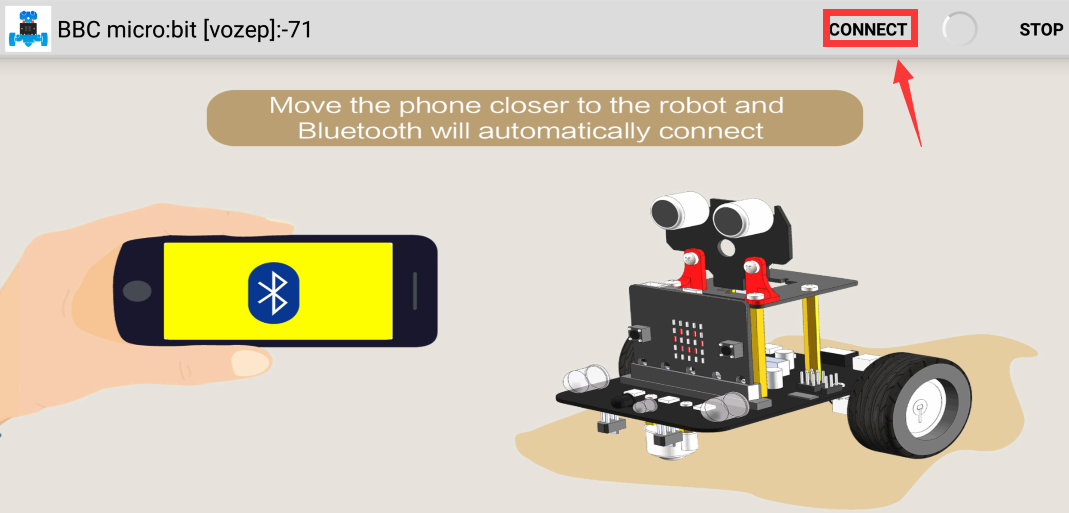 BBC micro:bit [vozep]:-71
CONNECT
STOP
Move the phone closer to the robot and
Bluetooth will automatically connect